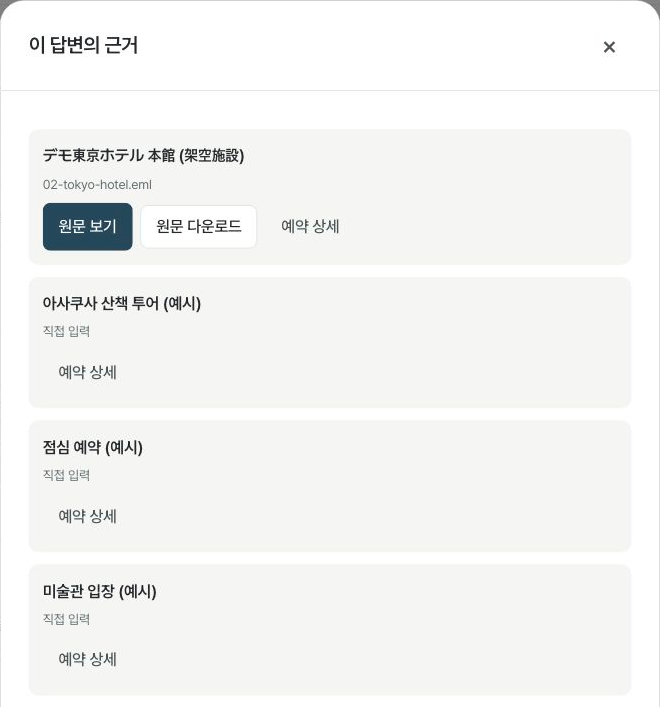 이 답변의 근거
×
デモ東京ホテル 本館 (架空施設)
02-tokyo-hotel.eml
원문 보기 원문 다운로드 예약 상세
아사쿠사 산책 투어 (예시)
직접 입력
예약 상세
점심 예약 (예시)
직접 입력
예약 상세
미술관 입장 (예시)
직접 입력
예약 상세